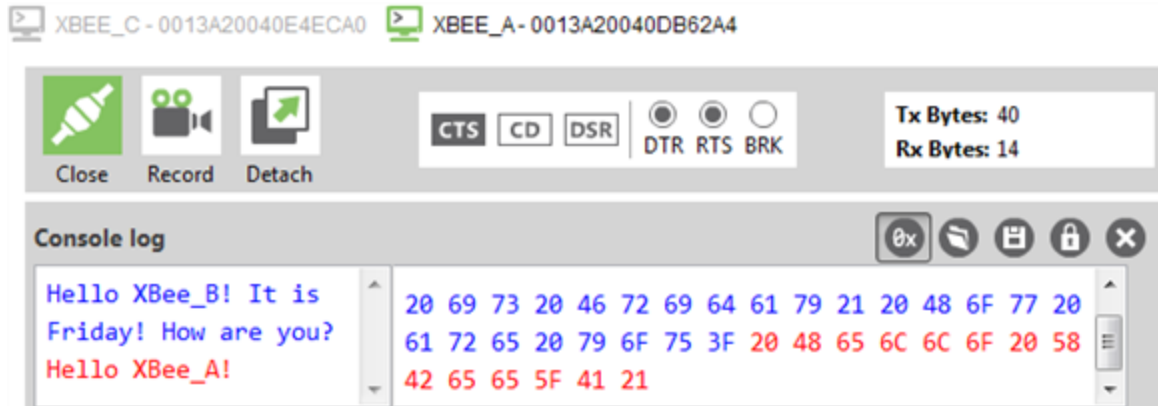 XBEE_C - 0013A20040E4ECA0 XBEE_A - 0013A20040DB62A4
Close Record Detach
CTS CD DSR DTR RTS BRK
Tx Bytes: 40
Rx Bytes: 14
Console log
0x
Hello XBee_B! It is
Friday! How are you?
Hello XBee_A!
20 69 73 20 46 72 69 64 61 79 21 20 48 6F 77 20
61 72 65 20 79 6F 75 3F 20 48 65 6C 6C 6F 20 58
42 65 65 5F 41 21